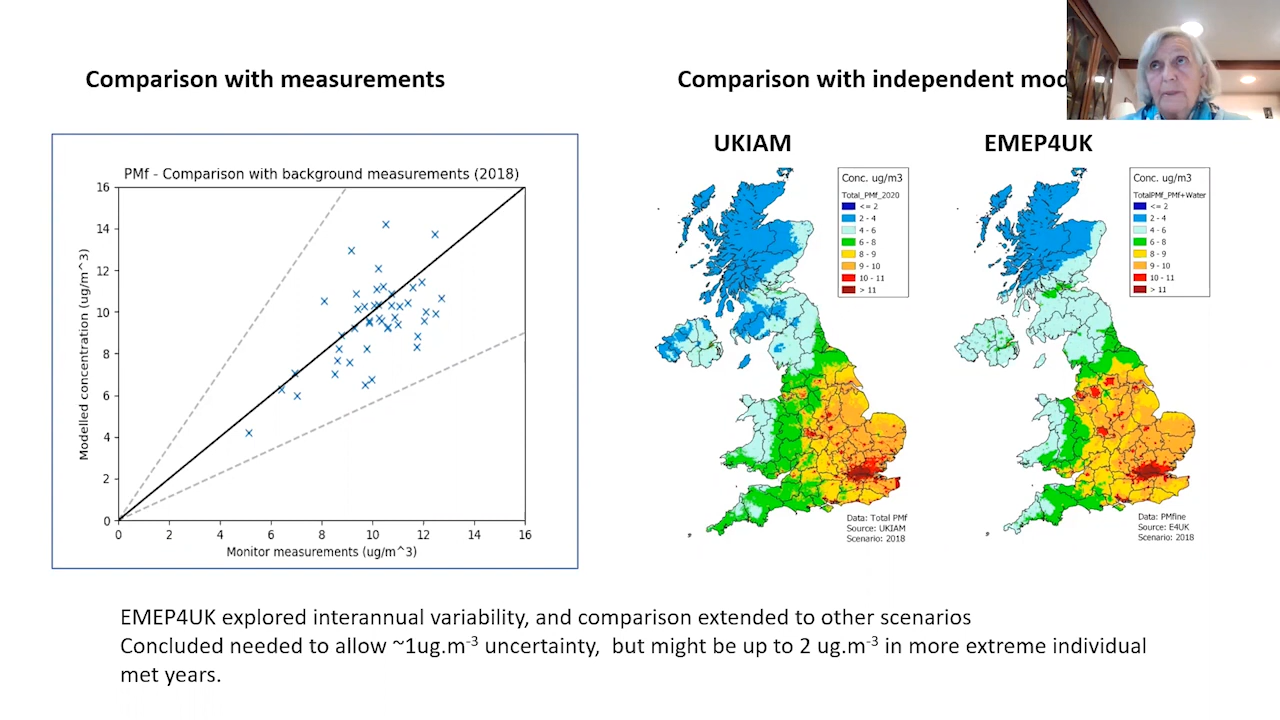 Comparison with measurements
Comparison with independent mod
PMf - Comparison with background measurements (2018)
Modelled concentration (ug/m^3)
16
14
12
10
8
6
4
2
0
0 2 4 6 8 10 12 14 16
Monitor measurements (ug/m^3)
UKIAM
Conc. ug/m3
Total_PMf_2020
<= 2
2 - 4
4 - 6
6 - 8
8 - 9
9 - 10
10 - 11
> 11
Data: Total PMf
Source: UKIAM
Scenario: 2018
EMEP4UK
Conc. ug/m3
TotalPMf_PMf+Water
<= 2
2 - 4
4 - 6
6 - 8
8 - 9
9 - 10
10 - 11
> 11
Data: PMfine
Source: E4UK
Scenario: 2018
EMEP4UK explored interannual variability, and comparison extended to other scenarios
Concluded needed to allow ~1ug.m-3 uncertainty,  but might be up to 2 ug.m-3 in more extreme individual
met years.